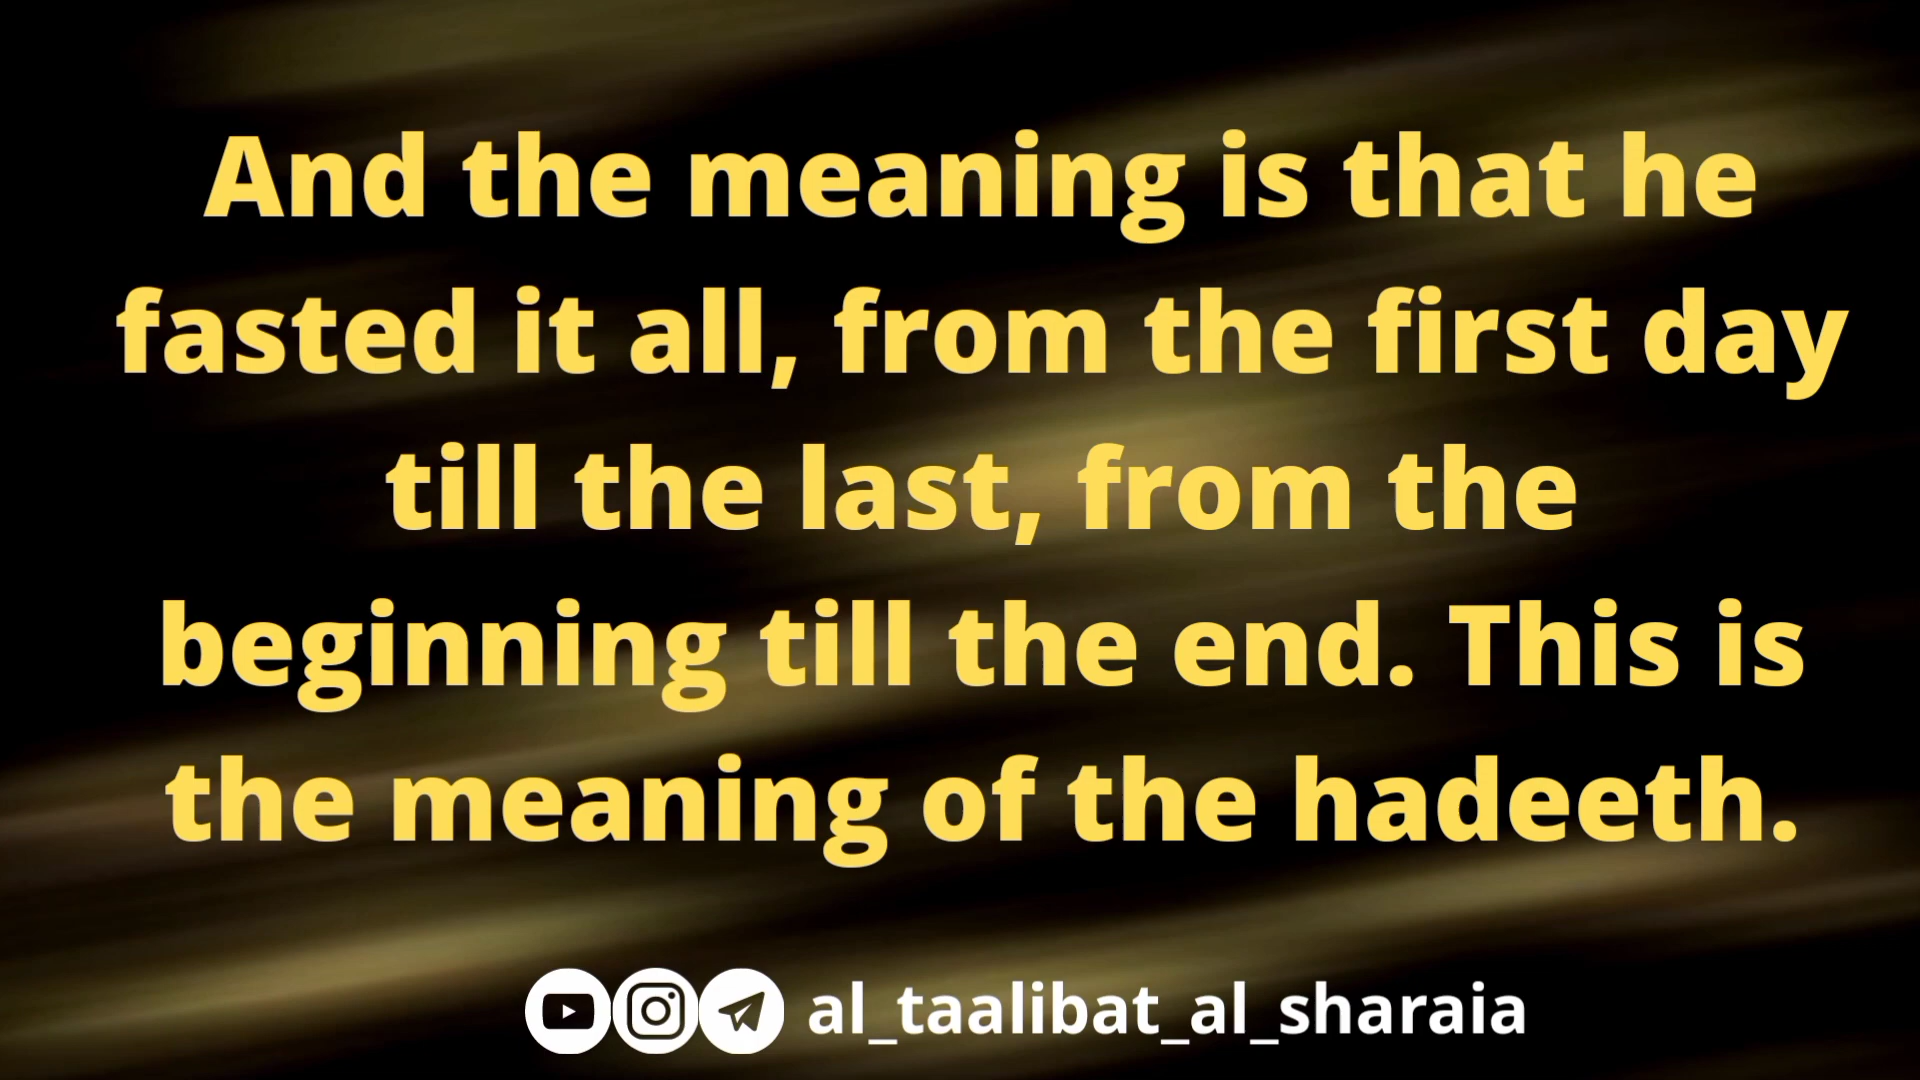 And the meaning is that he
fasted it all, from the first day
till the last, from the
beginning till the end. This is
the meaning of the hadeeth.
al_taalibat_al_sharaia